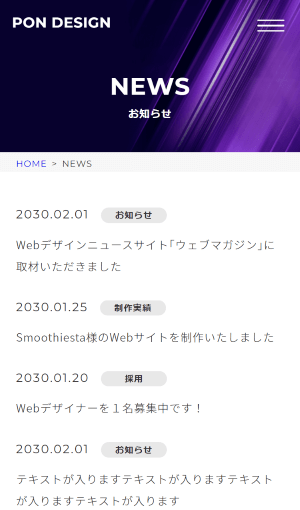 PON DESIGN
NEWS
お知らせ
HOME > NEWS
2030.02.01 お知らせ
Webデザインニュースサイト「ウェブマガジン」に
取材いただきました
2030.01.25 制作実績
Smoothiesta様のWebサイトを制作いたしました
2030.01.20 採用
Webデザイナーを１名募集中です！
2030.02.01 お知らせ
テキストが入りますテキストが入りますテキスト
が入りますテキストが入ります